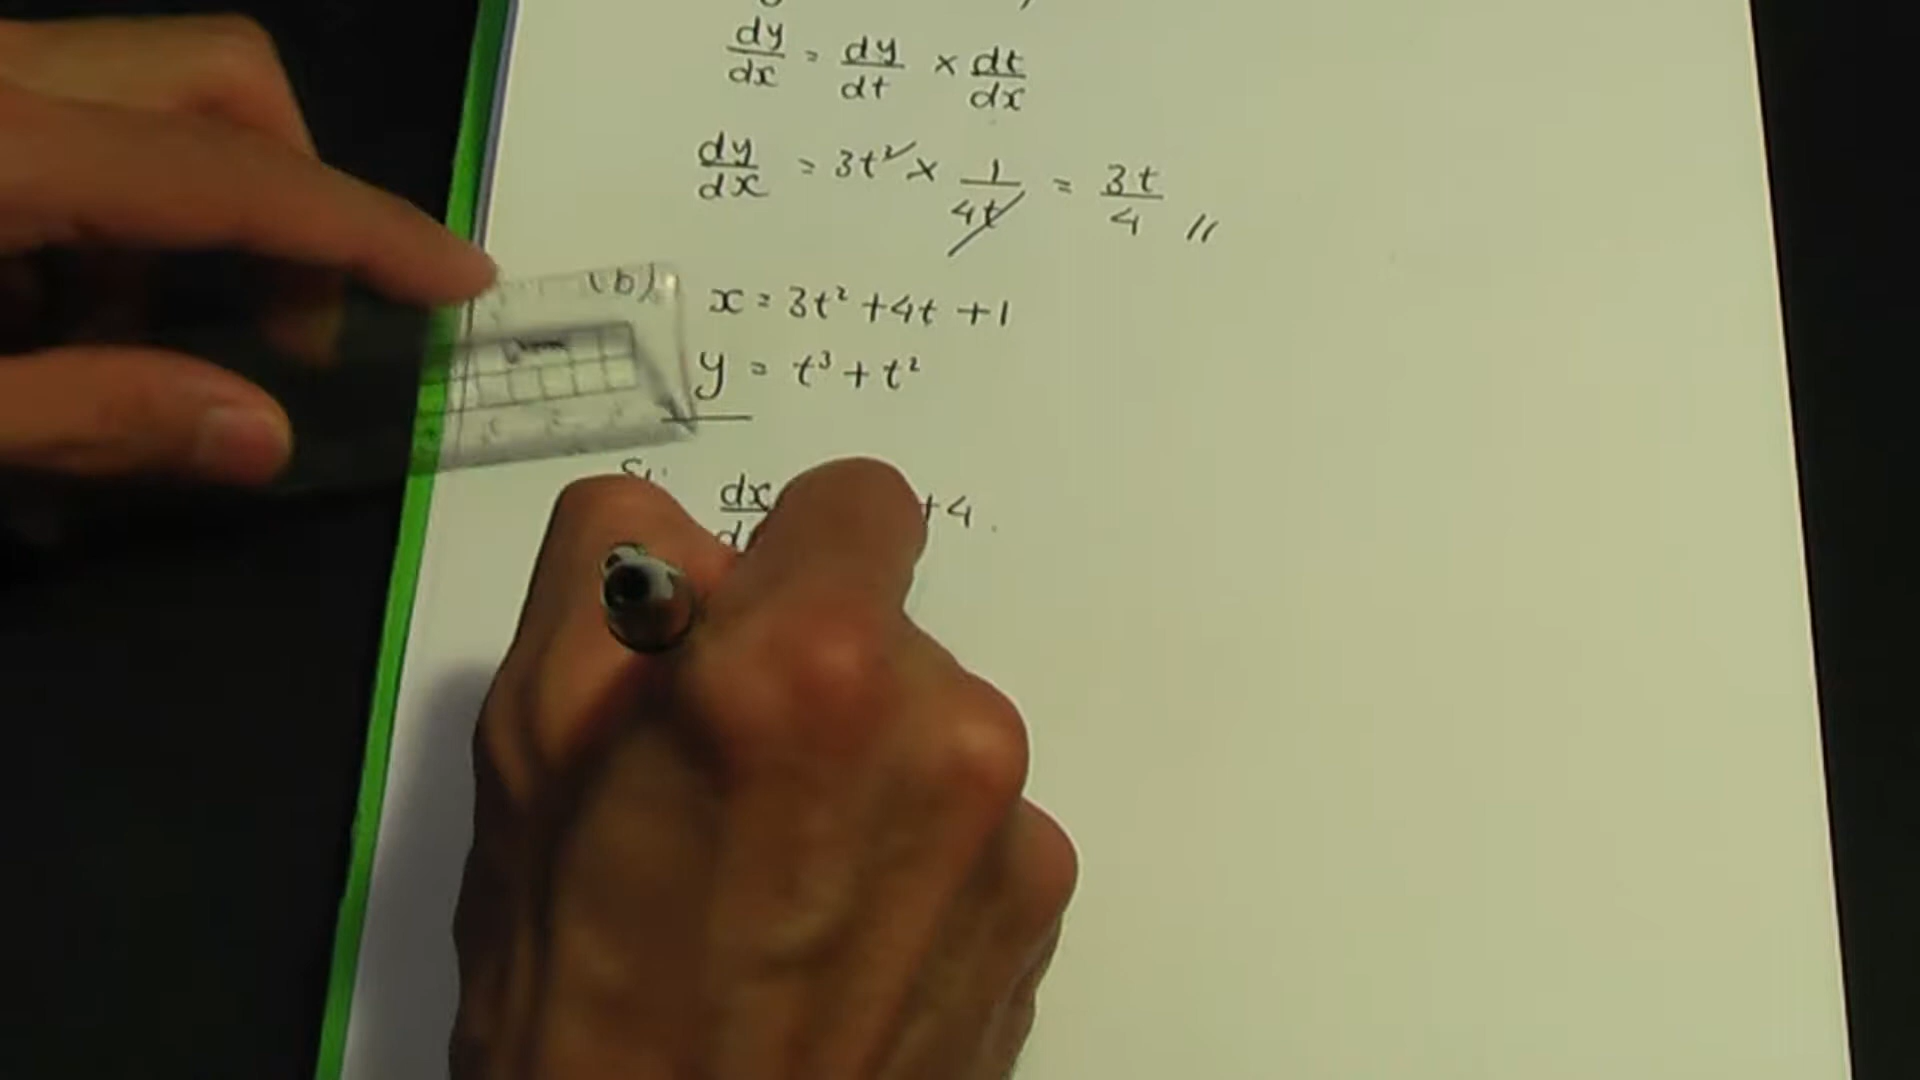 dy/dx = dy/dt × dt/dx
dy/dx = 3t² × 1/4t = 3t/4 //
(b) x = 3t² + 4t + 1
y = t³ + t²
dx +4